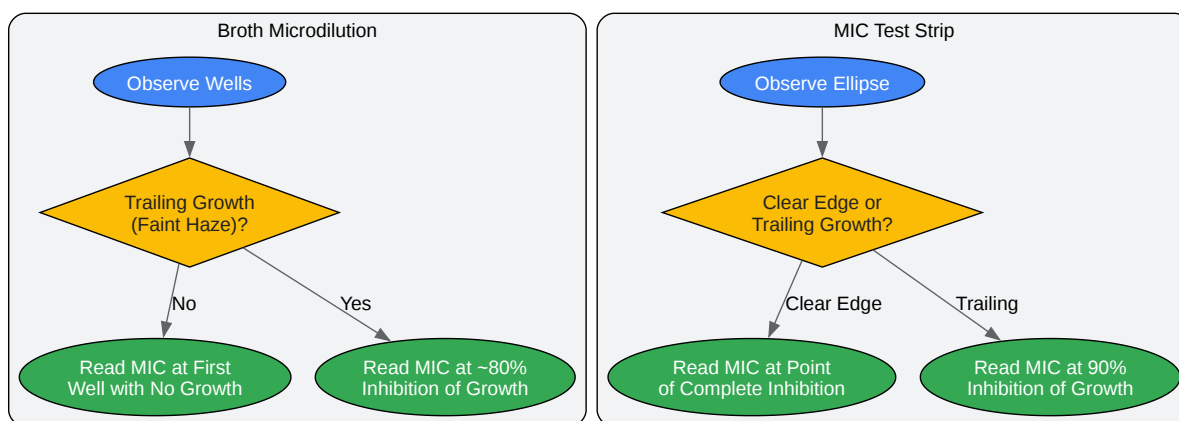 Broth Microdilution
Observe Wells
Trailing Growth
(Faint Haze)?
No
Yes
Read MIC at First
Well with No Growth
Read MIC at ~80%
Inhibition of Growth
MIC Test Strip
Observe Ellipse
Clear Edge or
Trailing Growth?
Clear Edge
Trailing
Read MIC at Point
of Complete Inhibition
Read MIC at 90%
Inhibition of Growth